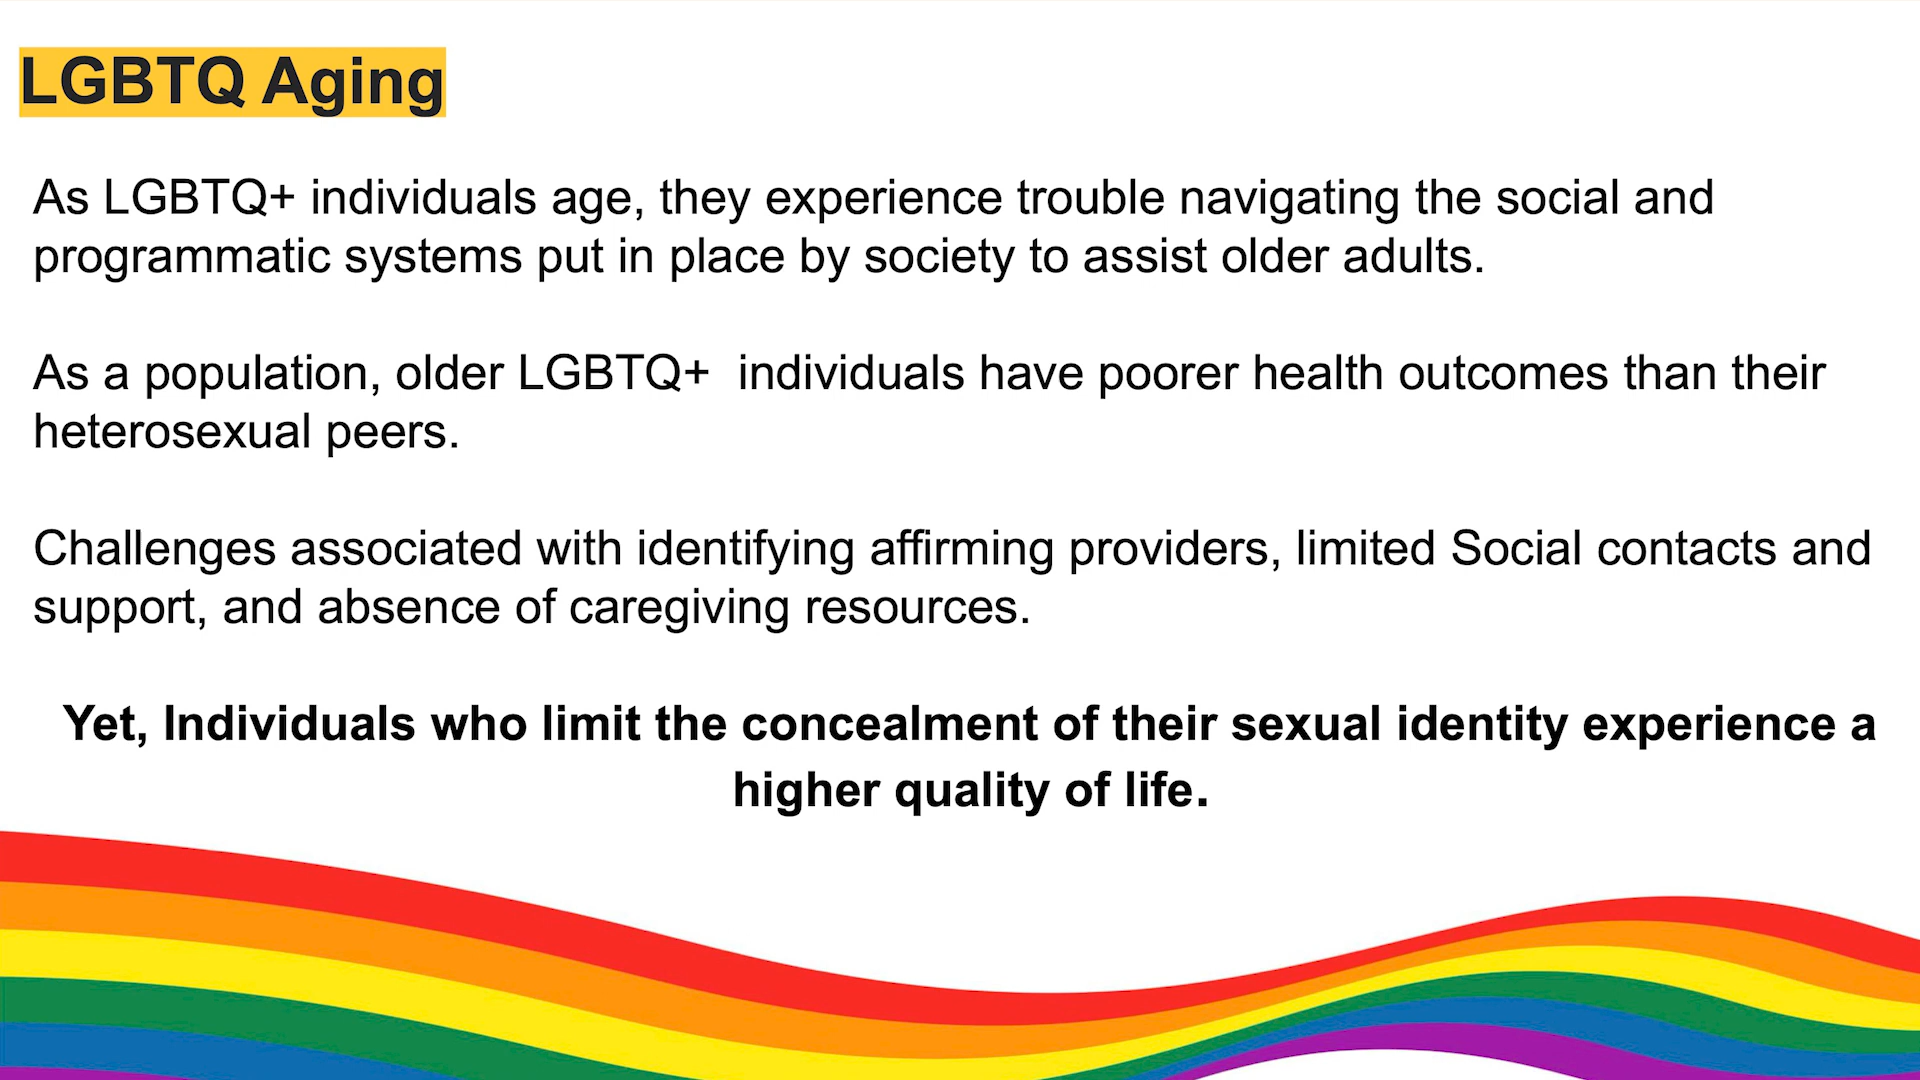 LGBTQ Aging
As LGBTQ+ individuals age, they experience trouble navigating the social and
programmatic systems put in place by society to assist older adults.
As a population, older LGBTQ+  individuals have poorer health outcomes than their
heterosexual peers.
Challenges associated with identifying affirming providers, limited Social contacts and
support, and absence of caregiving resources.
Yet, Individuals who limit the concealment of their sexual identity experience a
higher quality of life.